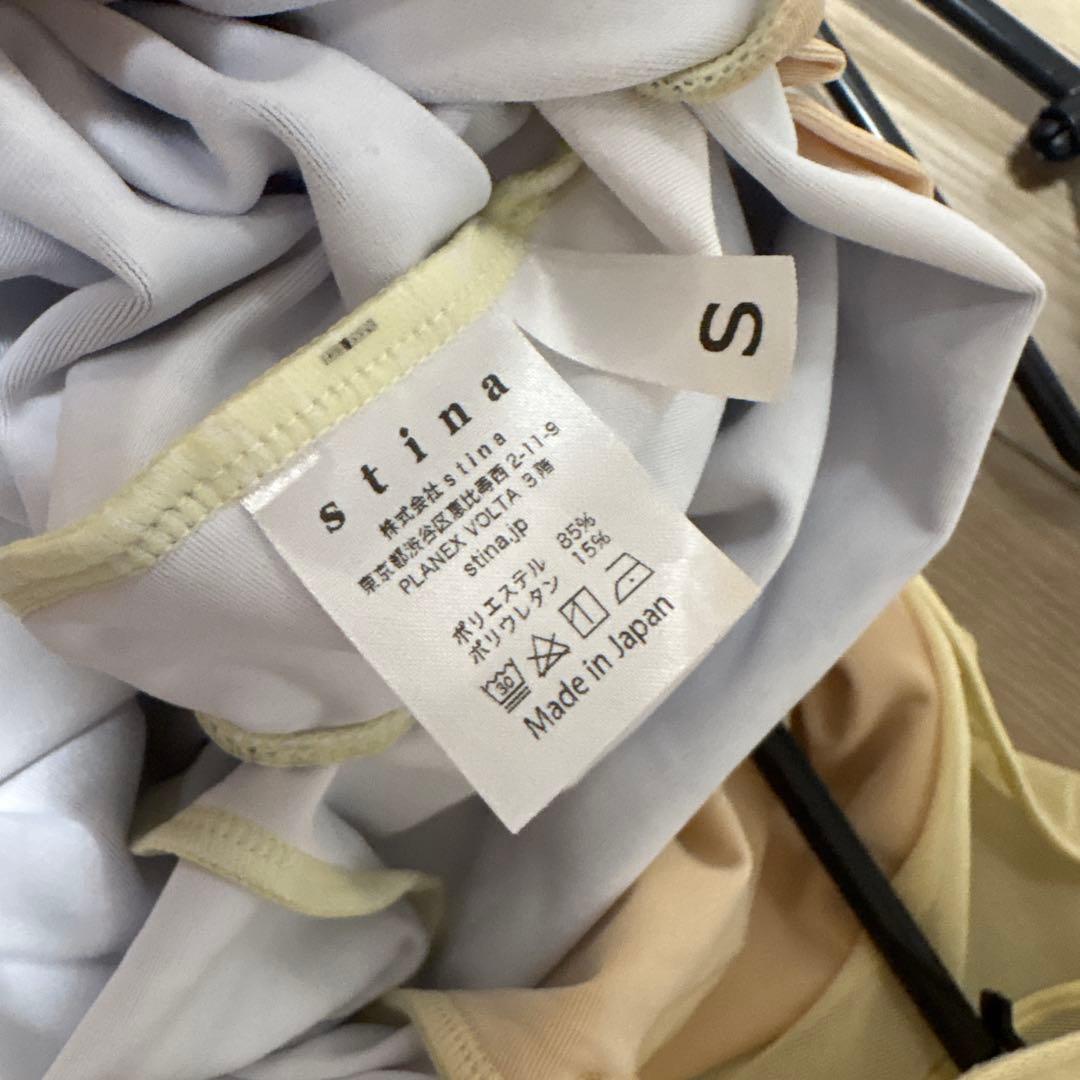 stina
株式会社stina
東京都渋谷区恵比寿西2-11-9
PLANEX VOLTA 3階
stina.jp
ポリエステル 85%
ポリウレタン 15%
30
Made in Japan
S